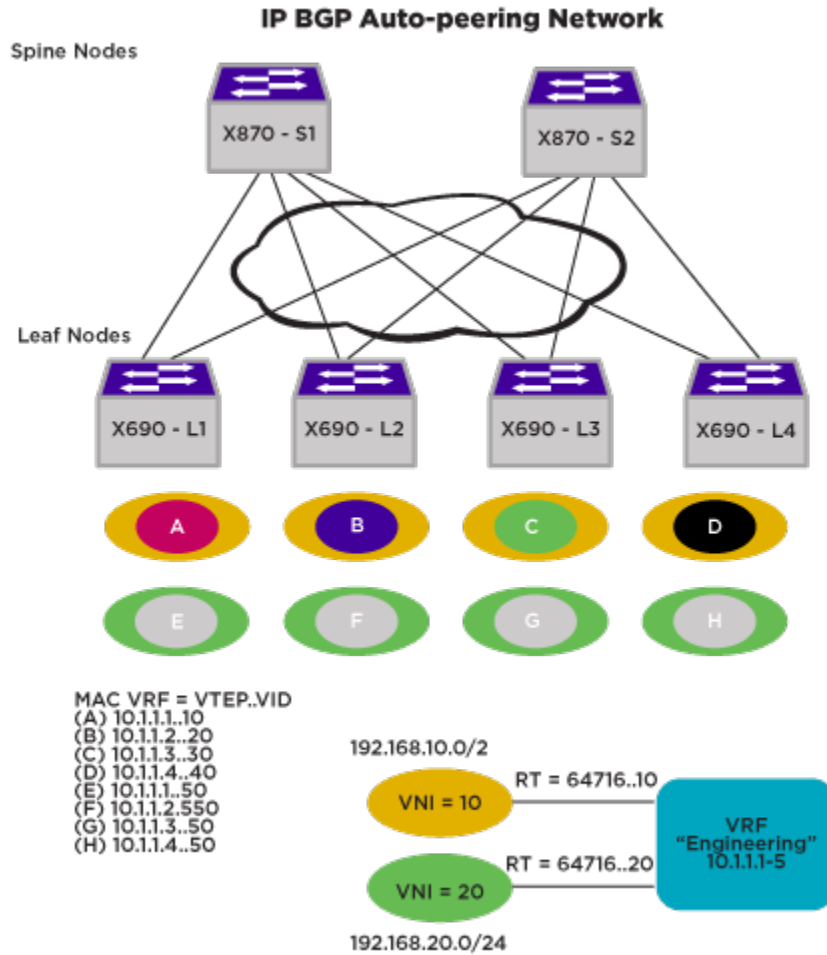 IP BGP Auto-peering Network
Spine Nodes
X870 - S1
X870 - S2
Leaf Nodes
X690 - L1
X690 - L2
X690 - L3
X690 - L4
A
B
C
D
E
F
G
H
MAC VRF = VTEP..VID
(A) 10.1.1.1..10
(B) 10.1.1.2..20
(C) 10.1.1.3..30
(D) 10.1.1.4..40
(E) 10.1.1.1..50
(F) 10.1.1.2.550
(G) 10.1.1.3..50
(H) 10.1.1.4..50
192.168.10.0/2
VNI = 10
RT = 64716..10
VNI = 20
RT = 64716..20
192.168.20.0/24
VRF
"Engineering"
10.1.1.1-5